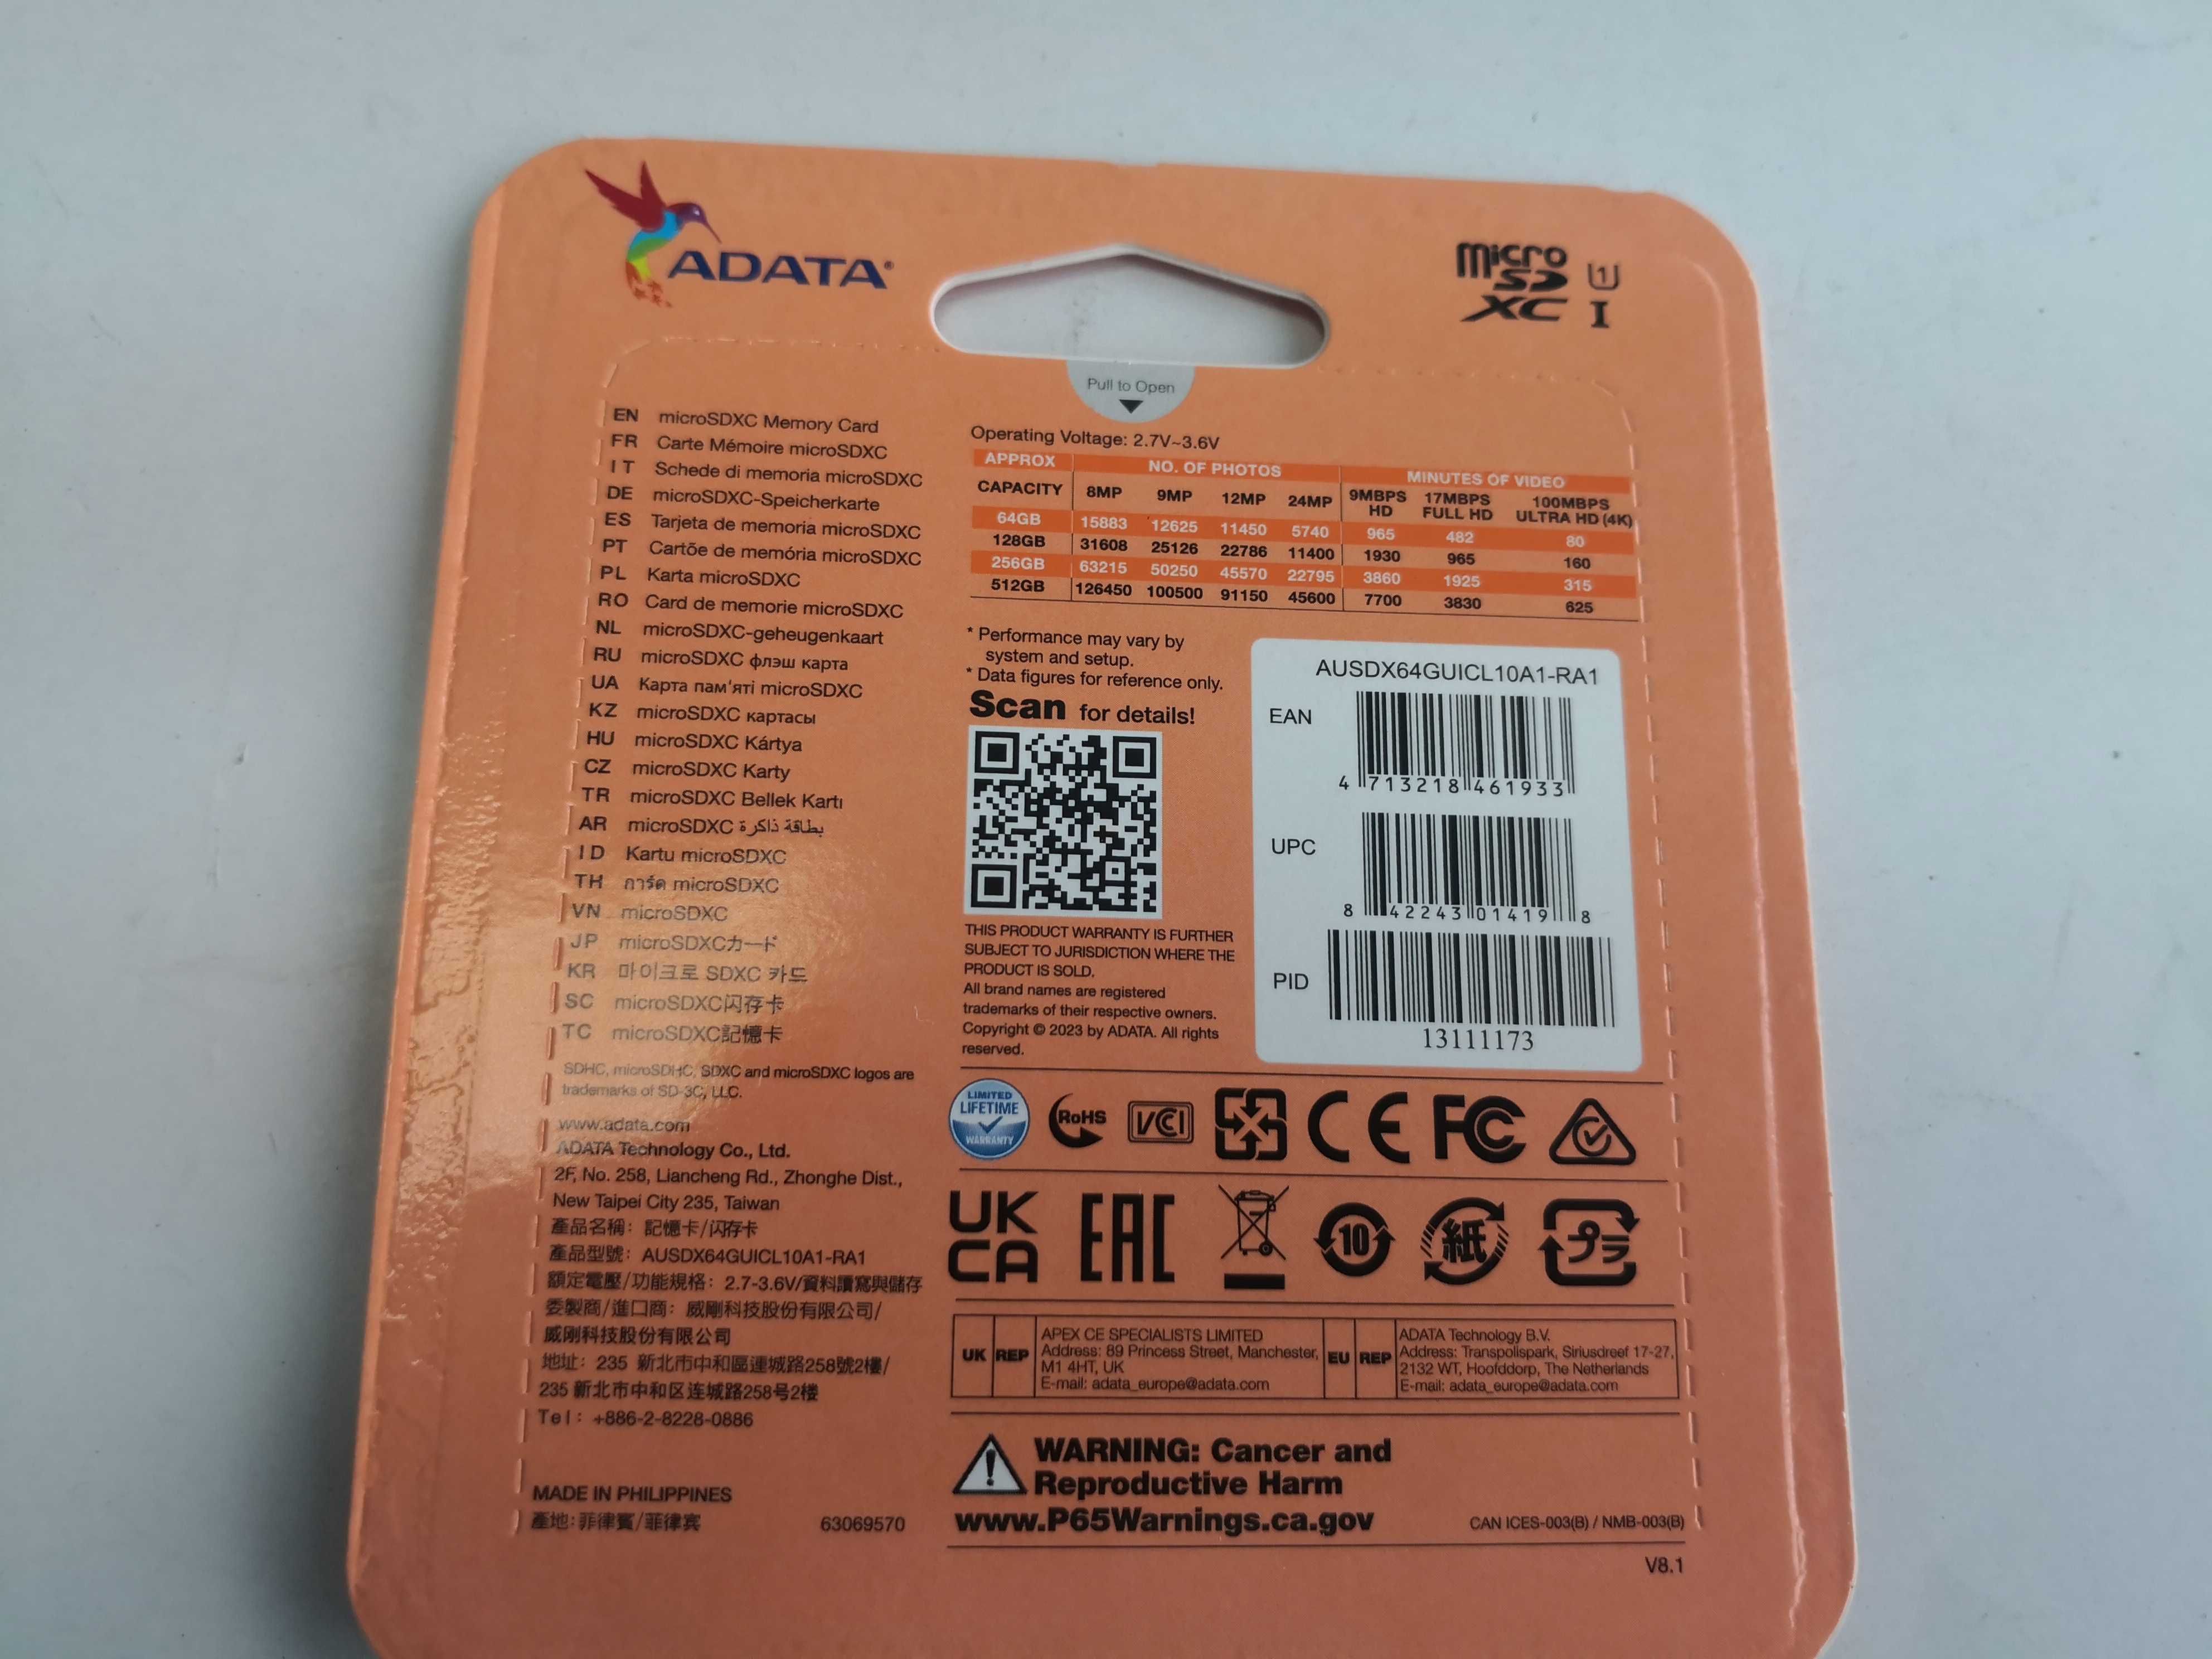 ADATA®
micro SD XC I 1
Pull to Open
EN microSDXC Memory Card
FR Carte Mémoire microSDXC
IT Schede di memoria microSDXC
DE microSDXC-Speicherkarte
ES Tarjeta de memoria microSDXC
PT Cartõe de memória microSDXC
PL Karta microSDXC
RO Card de memorie microSDXC
NL microSDXC-geheugenkaart
RU microSDXC флэш карта
UA Карта пам'яті microSDXC
KZ microSDXC картасы
HU microSDXC Kártya
CZ microSDXC Karty
TR microSDXC Bellek Kartı
AR microSDXC بطاقة ذاكرة
ID Kartu microSDXC
TH การ์ด microSDXC
VN microSDXC
JP microSDXCカード
KR 마이크로 SDXC 카드
SC microSDXC闪存卡
TC microSDXC記憶卡
SDHC, microSDHC, SDXC and microSDXC logos are
trademarks of SD-3C, LLC.
www.adata.com
ADATA Technology Co., Ltd.
2F, No. 258, Liancheng Rd., Zhonghe Dist.,
New Taipei City 235, Taiwan
產品名稱：記憶卡/闪存卡
產品型號：AUSDX64GUICL10A1-RA1
額定電壓/功能規格：2.7-3.6V/資料讀寫與儲存
委製商/進口商：威剛科技股份有限公司/
威刚科技股份有限公司
地址：235 新北市中和區連城路258號2樓/
235 新北市中和区连城路258号2楼
Tel：+886-2-8228-0886
MADE IN PHILIPPINES
產地：菲律賓/菲律宾
63069570
Operating Voltage: 2.7V~3.6V
APPROX NO. OF PHOTOS MINUTES OF VIDEO
CAPACITY 8MP 9MP 12MP 24MP 9MBPS HD 17MBPS FULL HD 100MBPS ULTRA HD (4K)
64GB 15883 12625 11450 5740 965 482 80
128GB 31608 25126 22786 11400 1930 965 160
256GB 63215 50250 45570 22795 3860 1925 315
512GB 126450 100500 91150 45600 7700 3830 625
* Performance may vary by
system and setup.
* Data figures for reference only.
Scan for details!
THIS PRODUCT WARRANTY IS FURTHER
SUBJECT TO JURISDICTION WHERE THE
PRODUCT IS SOLD.
All brand names are registered
trademarks of their respective owners.
Copyright © 2023 by ADATA. All rights
reserved.
AUSDX64GUICL10A1-RA1
EAN
4 713218 461933
UPC
8 42243 01419 8
PID
13111173
LIMITED
LIFETIME
WARRANTY
RoHS
VCI
CE
FC
UK
CA
EAC
10
紙
プラ
UK REP
APEX CE SPECIALISTS LIMITED
Address: 89 Princess Street, Manchester,
M1 4HT, UK
E-mail: adata_europe@adata.com
EU REP
ADATA Technology B.V.
Address: Transpolispark, Siriusdreef 17-27,
2132 WT, Hoofddorp, The Netherlands
E-mail: adata_europe@adata.com
WARNING: Cancer and
Reproductive Harm
www.P65Warnings.ca.gov
CAN ICES-003(B) / NMB-003(B)
V8.1